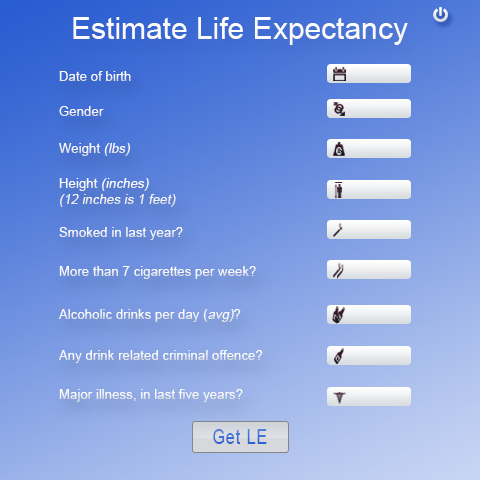 Estimate Life Expectancy
Date of birth
Gender
Weight (lbs)
Height (inches)
(12 inches is 1 feet)
Smoked in last year?
More than 7 cigarettes per week?
Alcoholic drinks per day (avg)?
Any drink related criminal offence?
Major illness, in last five years?
Get LE